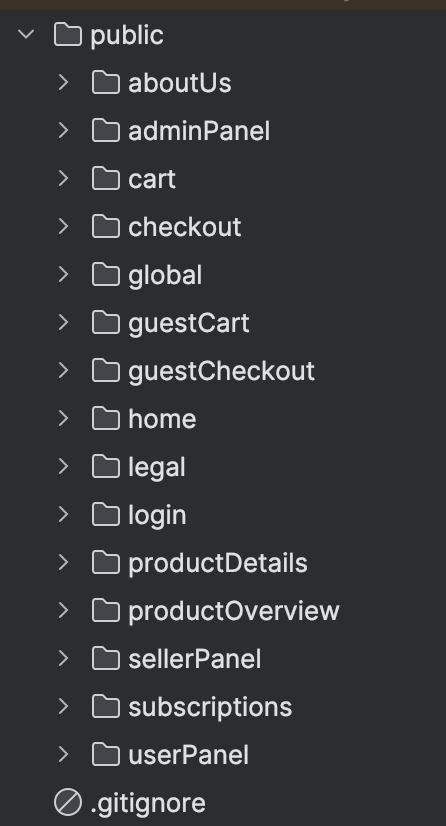 public
aboutUs
adminPanel
cart
checkout
global
guestCart
guestCheckout
home
legal
login
productDetails
productOverview
sellerPanel
subscriptions
userPanel
.gitignore